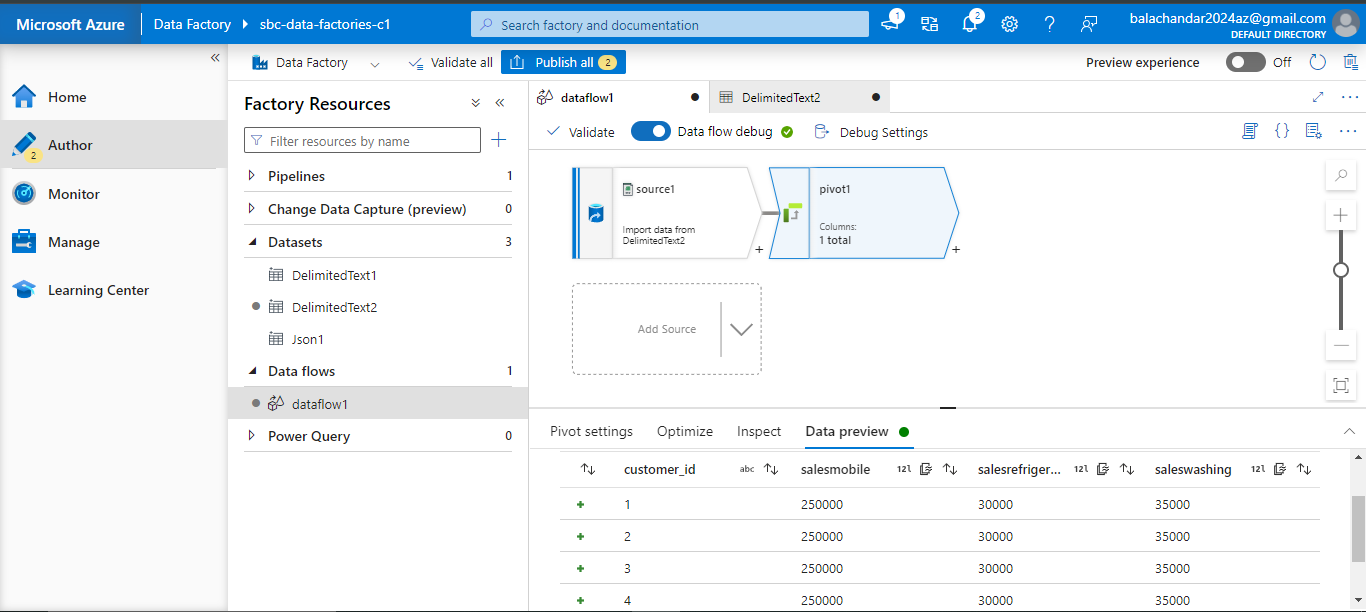 Microsoft Azure
Data Factory
sbc-data-factories-c1
Search factory and documentation
1
2
balachandar2024az@gmail.com
DEFAULT DIRECTORY
Data Factory
Validate all
Publish all 2
Preview experience
Off
Home
Author
2
Monitor
Manage
Learning Center
Factory Resources
Filter resources by name
Pipelines 1
Change Data Capture (preview) 0
Datasets 3
DelimitedText1
DelimitedText2
Json1
Data flows 1
dataflow1
Power Query 0
dataflow1
DelimitedText2
Validate
Data flow debug
Debug Settings
source1
Import data from
DelimitedText2
+
pivot1
Columns:
1 total
+
Add Source
Pivot settings Optimize Inspect Data preview
customer_id abc salesmobile 12l salesrefriger... 12l saleswashing 12l
1 250000 30000 35000
2 250000 30000 35000
3 250000 30000 35000
4 250000 30000 35000